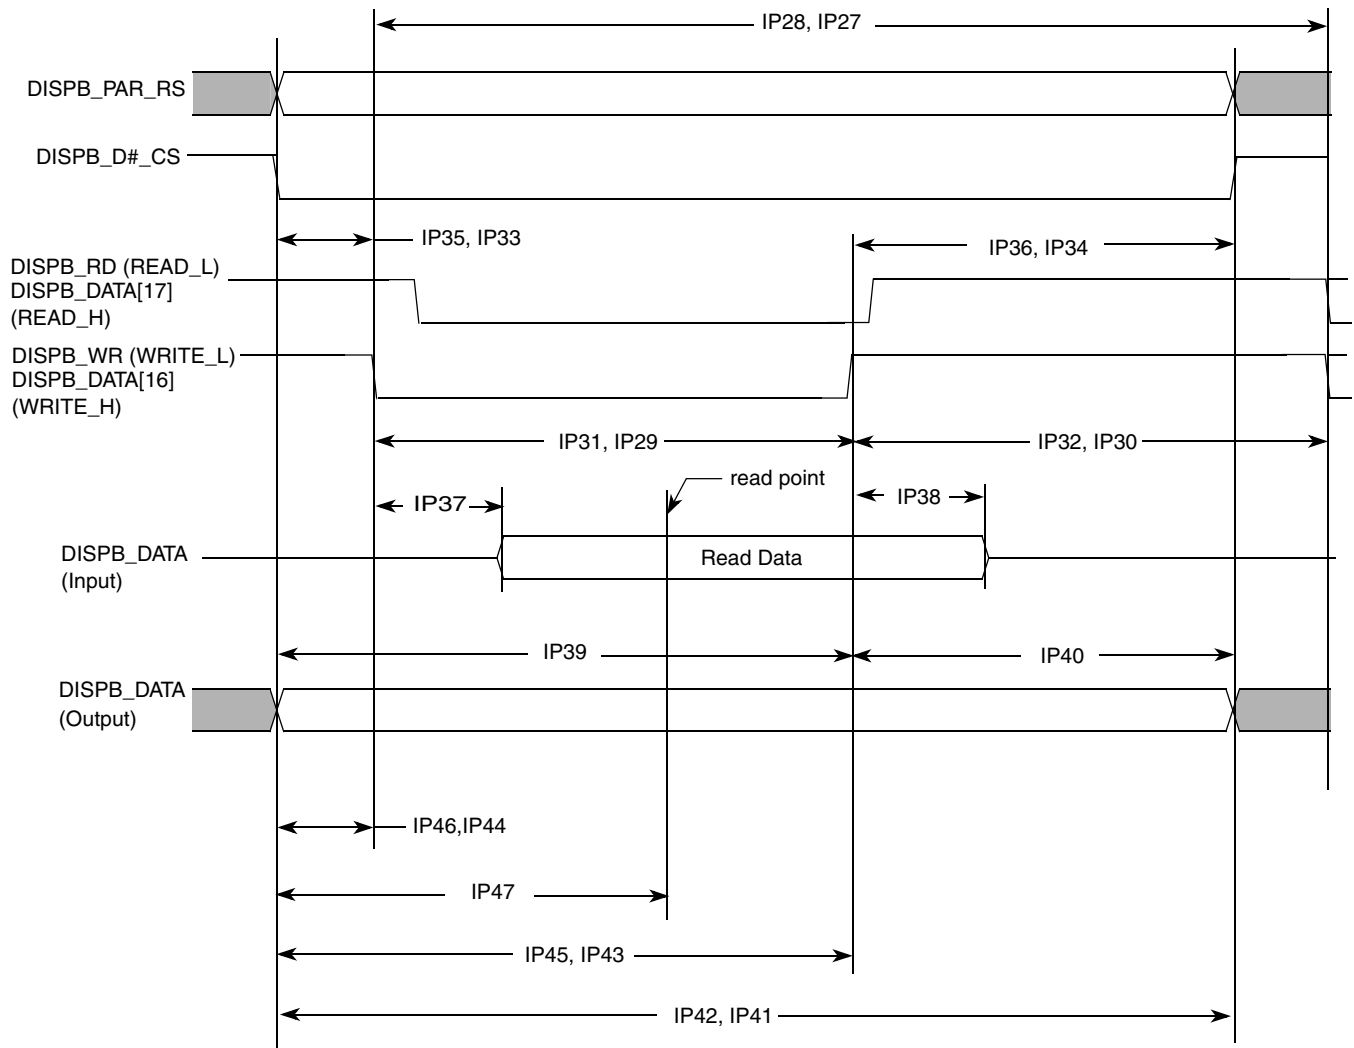 IP28, IP27
DISPB_PAR_RS
DISPB_D#_CS
IP35, IP33
IP36, IP34
DISPB_RD (READ_L)
DISPB_DATA[17]
(READ_H)
DISPB_WR (WRITE_L)
DISPB_DATA[16]
(WRITE_H)
IP31, IP29
IP32, IP30
read point
IP37
IP38
DISPB_DATA
(Input)
Read Data
IP39
IP40
DISPB_DATA
(Output)
IP46,IP44
IP47
IP45, IP43
IP42, IP41